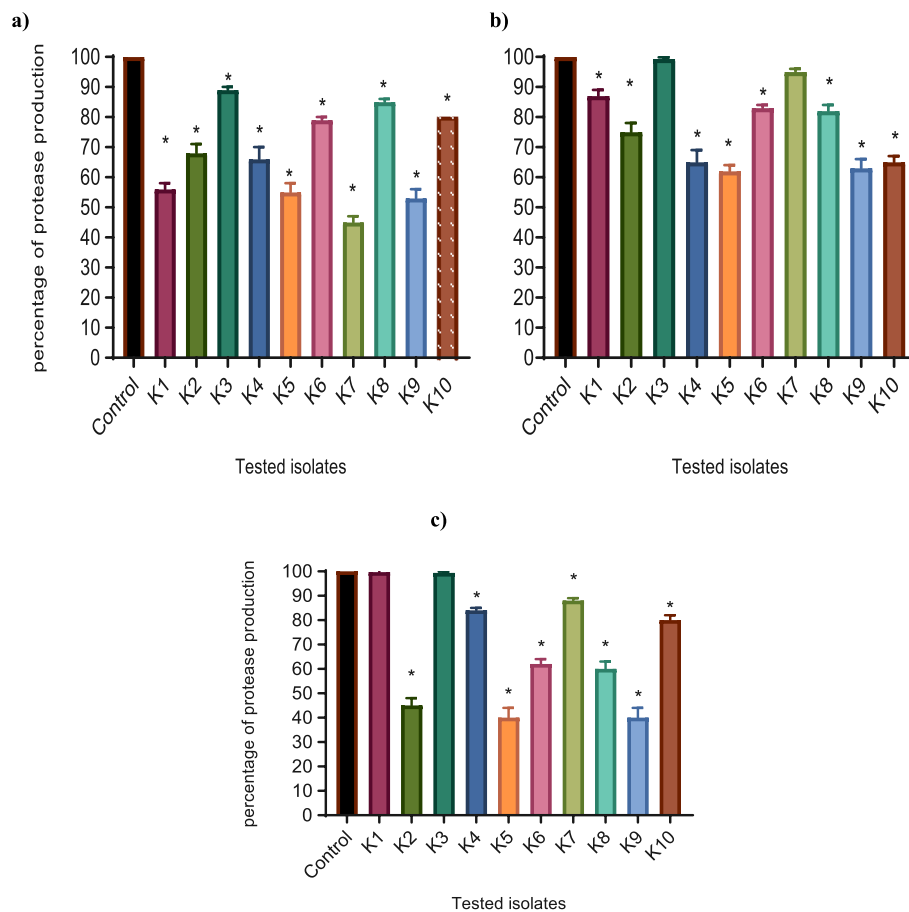 a)
percentage of protease production
100
90
80
70
60
50
40
30
20
10
0
* * * * * * * * * *
Control K1 K2 K3 K4 K5 K6 K7 K8 K9 K10
Tested isolates
b)
100
90
80
70
60
50
40
30
20
10
0
* * * * * * * *
Control K1 K2 K3 K4 K5 K6 K7 K8 K9 K10
Tested isolates
c)
percentage of protease production
100
90
80
70
60
50
40
30
20
10
0
* * * * * * * *
Control K1 K2 K3 K4 K5 K6 K7 K8 K9 K10
Tested isolates